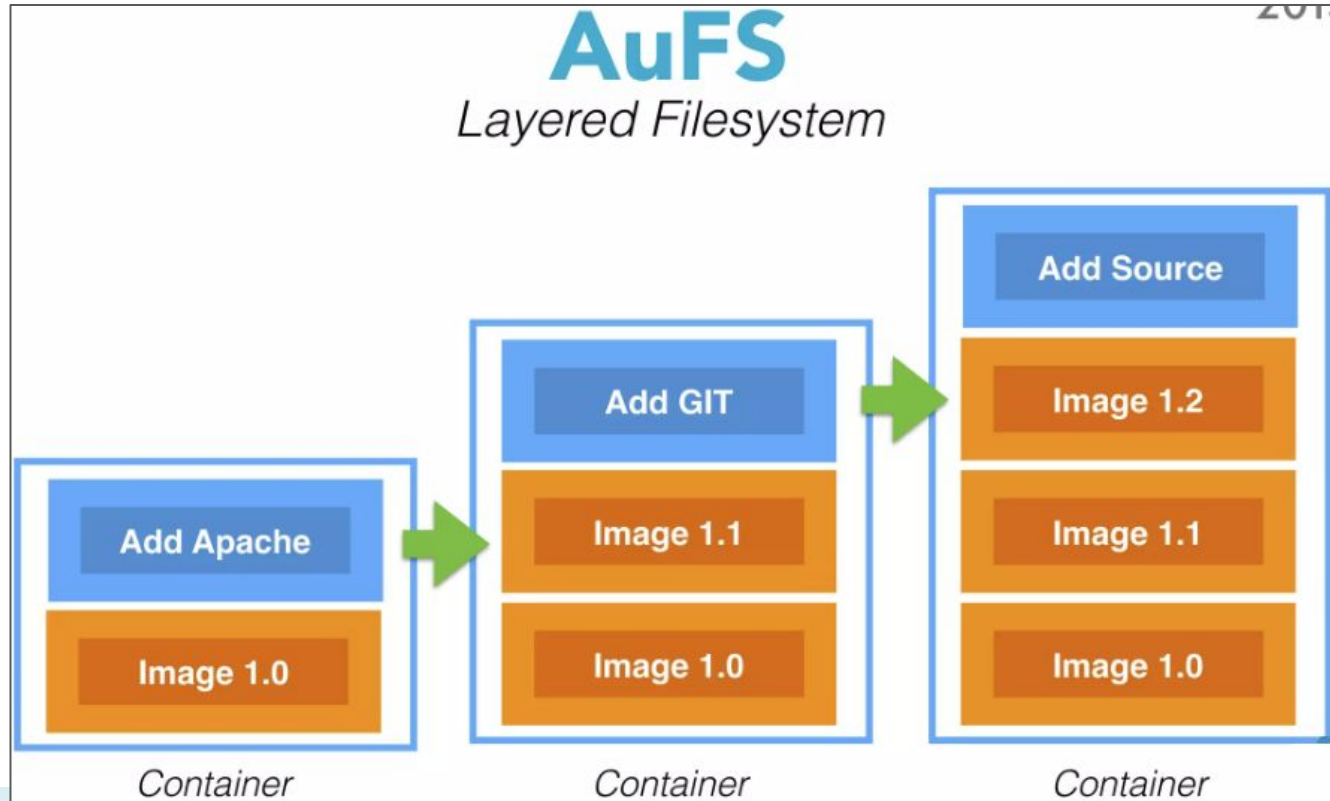 AuFS
Layered Filesystem
Add Apache
Image 1.0
Container
Add GIT
Image 1.1
Image 1.0
Container
Add Source
Image 1.2
Image 1.1
Image 1.0
Container